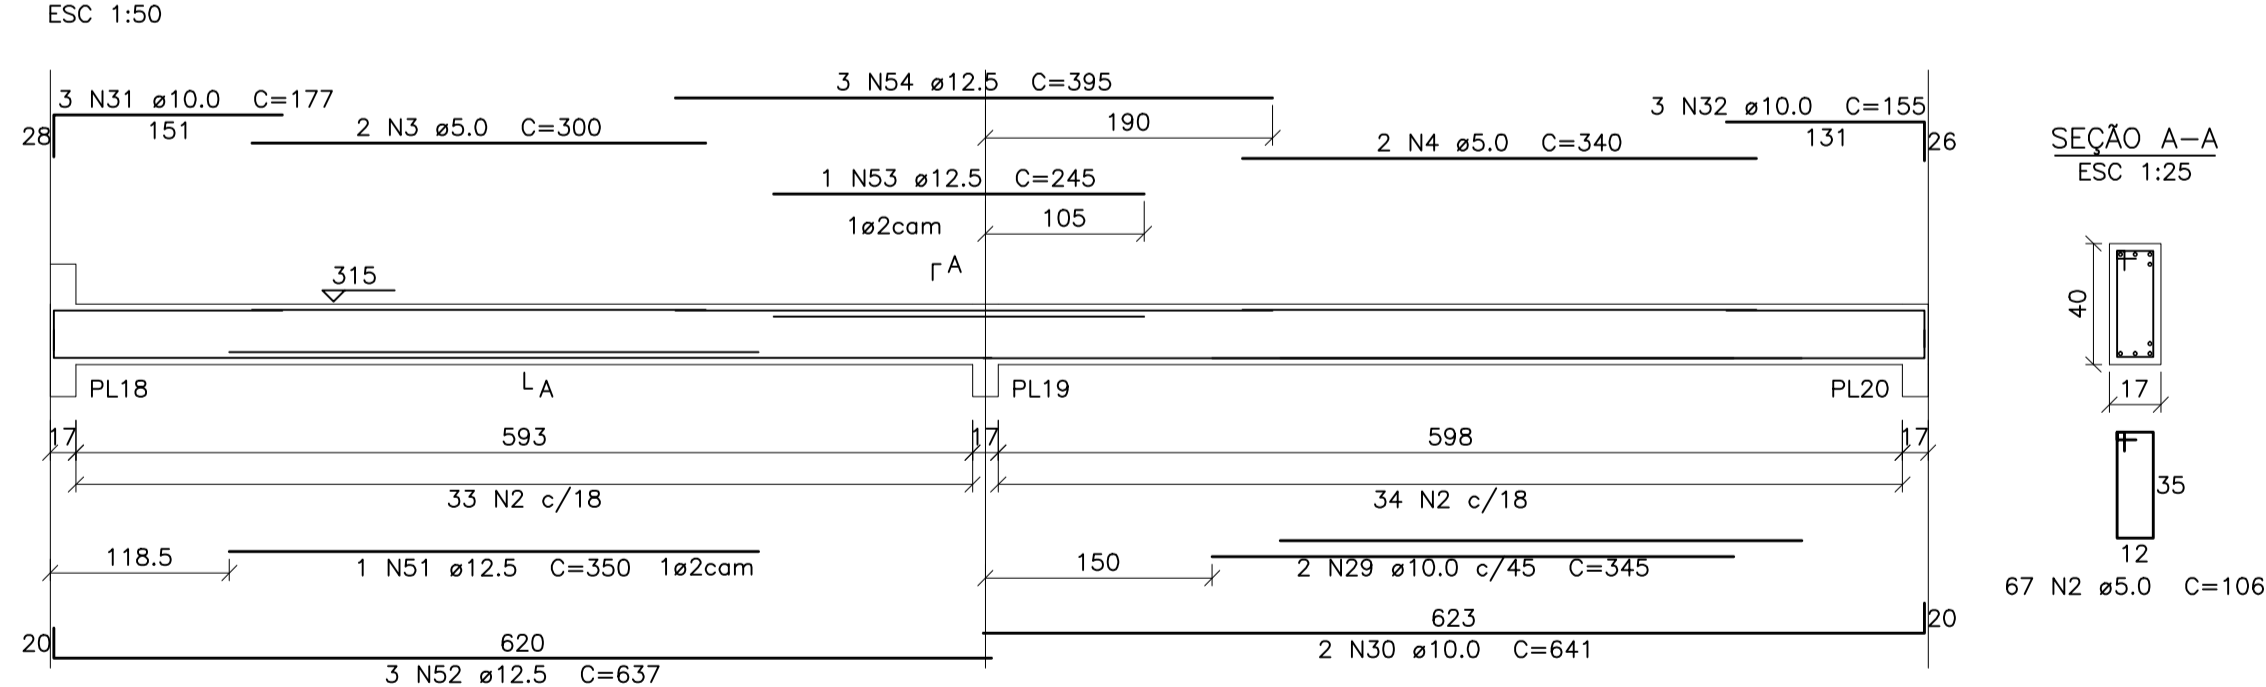 ESC 1:50
3 N54 ø12.5 C=395
3 N31 ø10.0 C=177
3 N32 ø10.0 C=155
28
151
2 N3 ø5.0 C=300
190
2 N4 ø5.0 C=340
131
26
SEÇÃO A-A
ESC 1:25
1 N53 ø12.5 C=245
1ø2cam
105
A
315
40
PL18
A
PL19
PL20
17
17
593
17
598
17
33 N2 c/18
34 N2 c/18
35
12
67 N2 ø5.0 C=106
118.5
1 N51 ø12.5 C=350 1ø2cam
150
2 N29 ø10.0 c/45 C=345
20
620
3 N52 ø12.5 C=637
623
20
2 N30 ø10.0 C=641